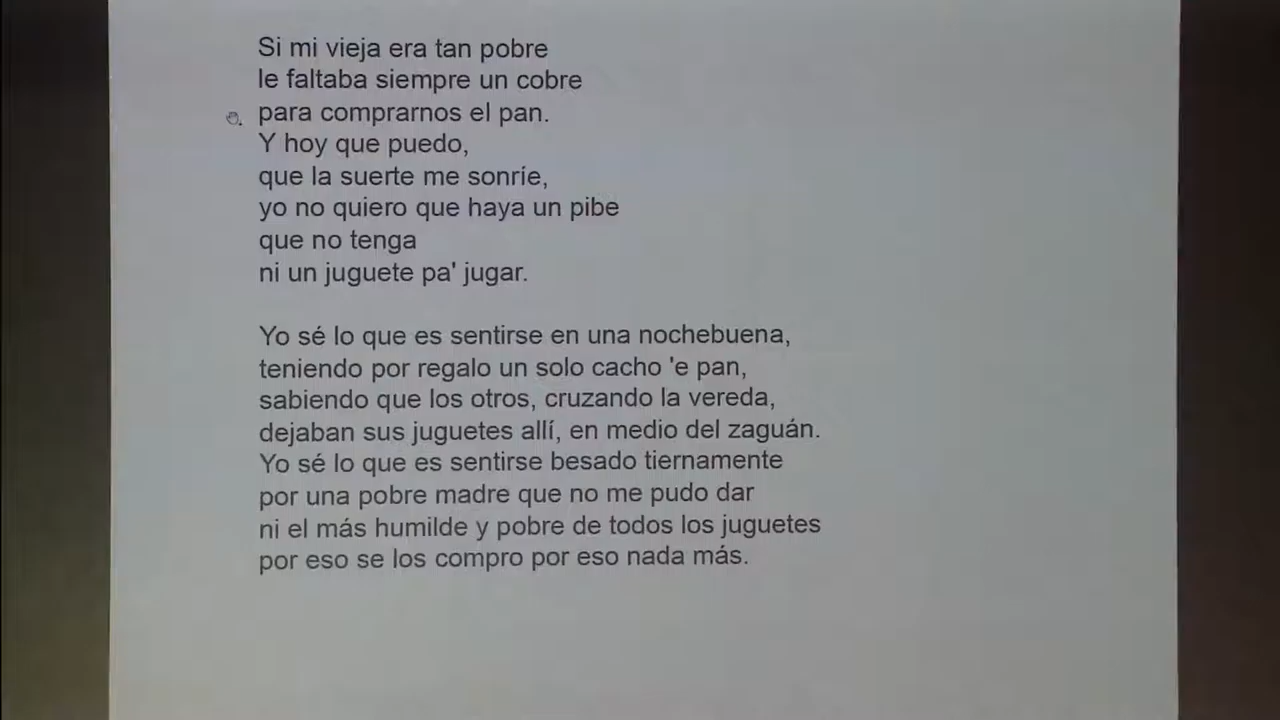 Si mi vieja era tan pobre
le faltaba siempre un cobre
para comprarnos el pan.
Y hoy que puedo,
que la suerte me sonríe,
yo no quiero que haya un pibe
que no tenga
ni un juguete pa' jugar.
Yo sé lo que es sentirse en una nochebuena,
teniendo por regalo un solo cacho 'e pan,
sabiendo que los otros, cruzando la vereda,
dejaban sus juguetes allí, en medio del zaguán.
Yo sé lo que es sentirse besado tiernamente
por una pobre madre que no me pudo dar
ni el más humilde y pobre de todos los juguetes
por eso se los compro por eso nada más.